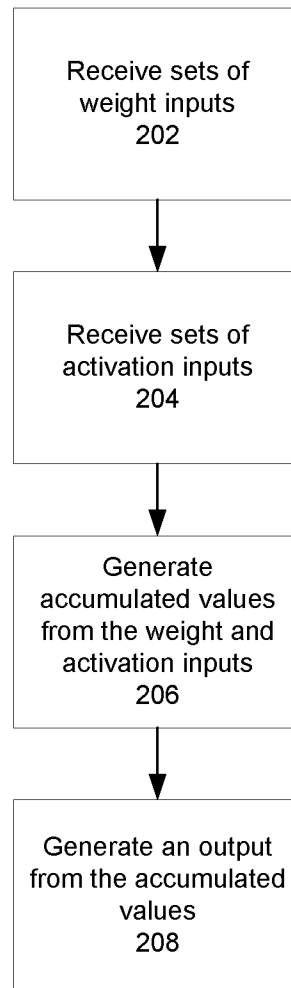 Receive sets of
weight inputs
202
Receive sets of
activation inputs
204
Generate
accumulated values
from the weight and
activation inputs
206
Generate an output
from the accumulated
values
208